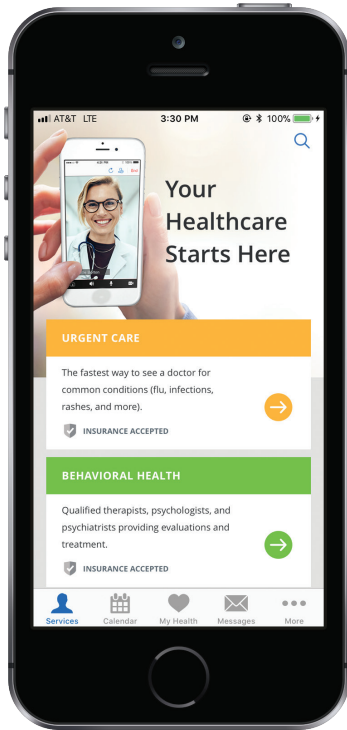 AT&T LTE 3:30 PM 100%
Your
Healthcare
Starts Here
URGENT CARE
The fastest way to see a doctor for
common conditions (flu, infections,
rashes, and more).
INSURANCE ACCEPTED
BEHAVIORAL HEALTH
Qualified therapists, psychologists, and
psychiatrists providing evaluations and
treatment.
INSURANCE ACCEPTED
Services Calendar My Health Messages More